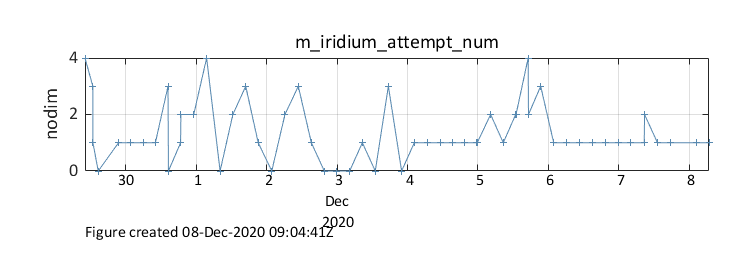 m_iridium_attempt_num
4
2
0
nodim
30 1 2 3 4 5 6 7 8
Dec
2020
Figure created 08-Dec-2020 09:04:41Z